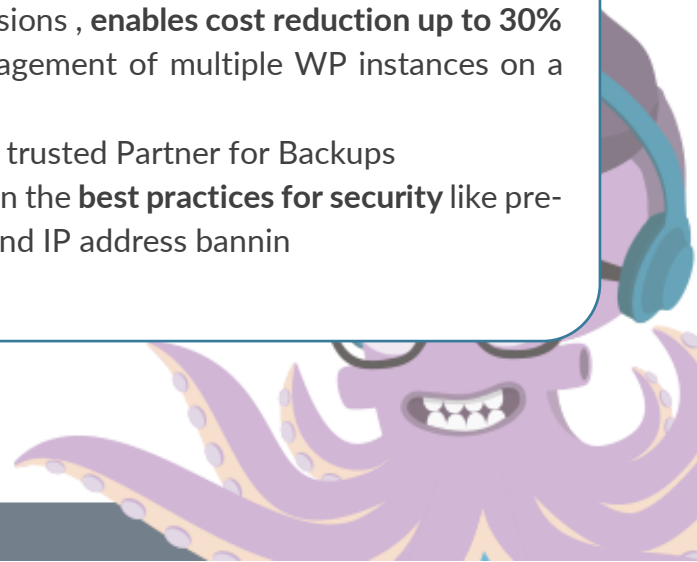 sions , enables cost reduction up to 30%
agement of multiple WP instances on a
trusted Partner for Backups
n the best practices for security like pre-
nd IP address bannin